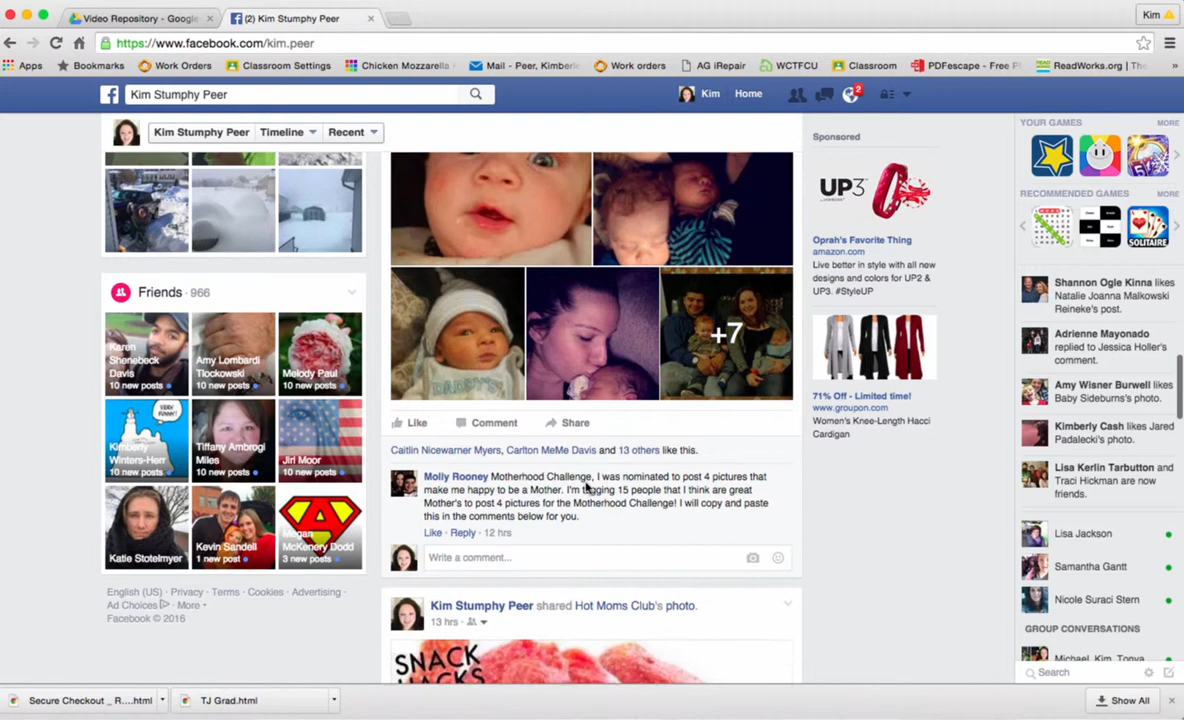 Video Repository - Google
(2) Kim Stumphy Peer
Kim
https://www.facebook.com/kim.peer
Apps
Bookmarks
Work Orders
Classroom Settings
Chicken Mozzarella
Mail - Peer, Kimberle
Work orders
AG iRepair
WCTFCU
Classroom
PDFescape - Free P
ReadWorks.org | The
»
Kim Stumphy Peer
Kim
Home
2
Kim Stumphy Peer
Timeline
Recent
Friends · 966
Karen
Shenebeck
Davis
10 new posts
Amy Lombardi
Tlockowski
10 new posts
Melody Paul
10 new posts
VERY
FUNNY!
Kimberly
Winters-Herr
10 new posts
Tiffany Ambrogi
Miles
10 new posts
Jiri Moor
10 new posts
Katie Stotelmyer
Kevin Sandell
1 new post
Megan
McKenery Dodd
3 new posts
English (US) · Privacy · Terms · Cookies · Advertising ·
Ad Choices · More
Facebook © 2016
DADDY'S
+7
Like
Comment
Share
Caitlin Nicewarner Myers, Carlton MeMe Davis and 13 others like this.
Molly Rooney Motherhood Challenge, I was nominated to post 4 pictures that
make me happy to be a Mother. I'm tagging 15 people that I think are great
Mother's to post 4 pictures for the Motherhood Challenge! I will copy and paste
this in the comments below for you.
Like · Reply · 12 hrs
Write a comment...
Kim Stumphy Peer shared Hot Moms Club's photo.
13 hrs ·
SNACK
HACKS
Sponsored
UP3
Oprah's Favorite Thing
amazon.com
Live better in style with all new
designs and colors for UP2 &
UP3. #StyleUP
71% Off - Limited time!
www.groupon.com
Women's Knee-Length Hacci
Cardigan
YOUR GAMES
MORE
RECOMMENDED GAMES
MORE
SOLITAIRE
Shannon Ogle Kinna likes
Natalie Joanna Malkowski
Reineke's post.
Adrienne Mayonado
replied to Jessica Holler's
comment.
Amy Wisner Burwell likes
Baby Sideburns's photo.
Kimberly Cash likes Jared
Padalecki's photo.
Lisa Kerlin Tarbutton and
Traci Hickman are now
friends.
Lisa Jackson
Samantha Gantt
Nicole Suraci Stern
GROUP CONVERSATIONS
Michael, Kim, Tonya
Search
Secure Checkout _ R....html
TJ Grad.html
Show All